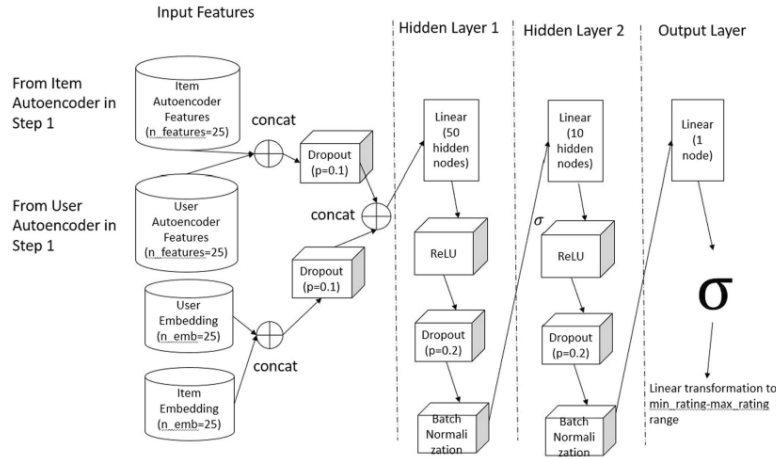 Input Features
Hidden Layer 1
Hidden Layer 2
Output Layer
From Item
Autoencoder in
Step 1
Item
Autoencoder
Features
(n_features=25)
concat
Dropout
(p=0.1)
From User
Autoencoder in
Step 1
User
Autoencoder
Features
(n_features=25)
concat
Dropout
(p=0.1)
User
Embedding
(n_emb=25)
concat
Item
Embedding
(n_emb=25)
Linear
(50
hidden
nodes)
ReLU
Dropout
(p=0.2)
Batch
Normali
zation
σ
Linear
(10
hidden
nodes)
ReLU
Dropout
(p=0.2)
Batch
Normali
zation
Linear
(1
node)
σ
Linear transformation to
min_rating-max_rating
range